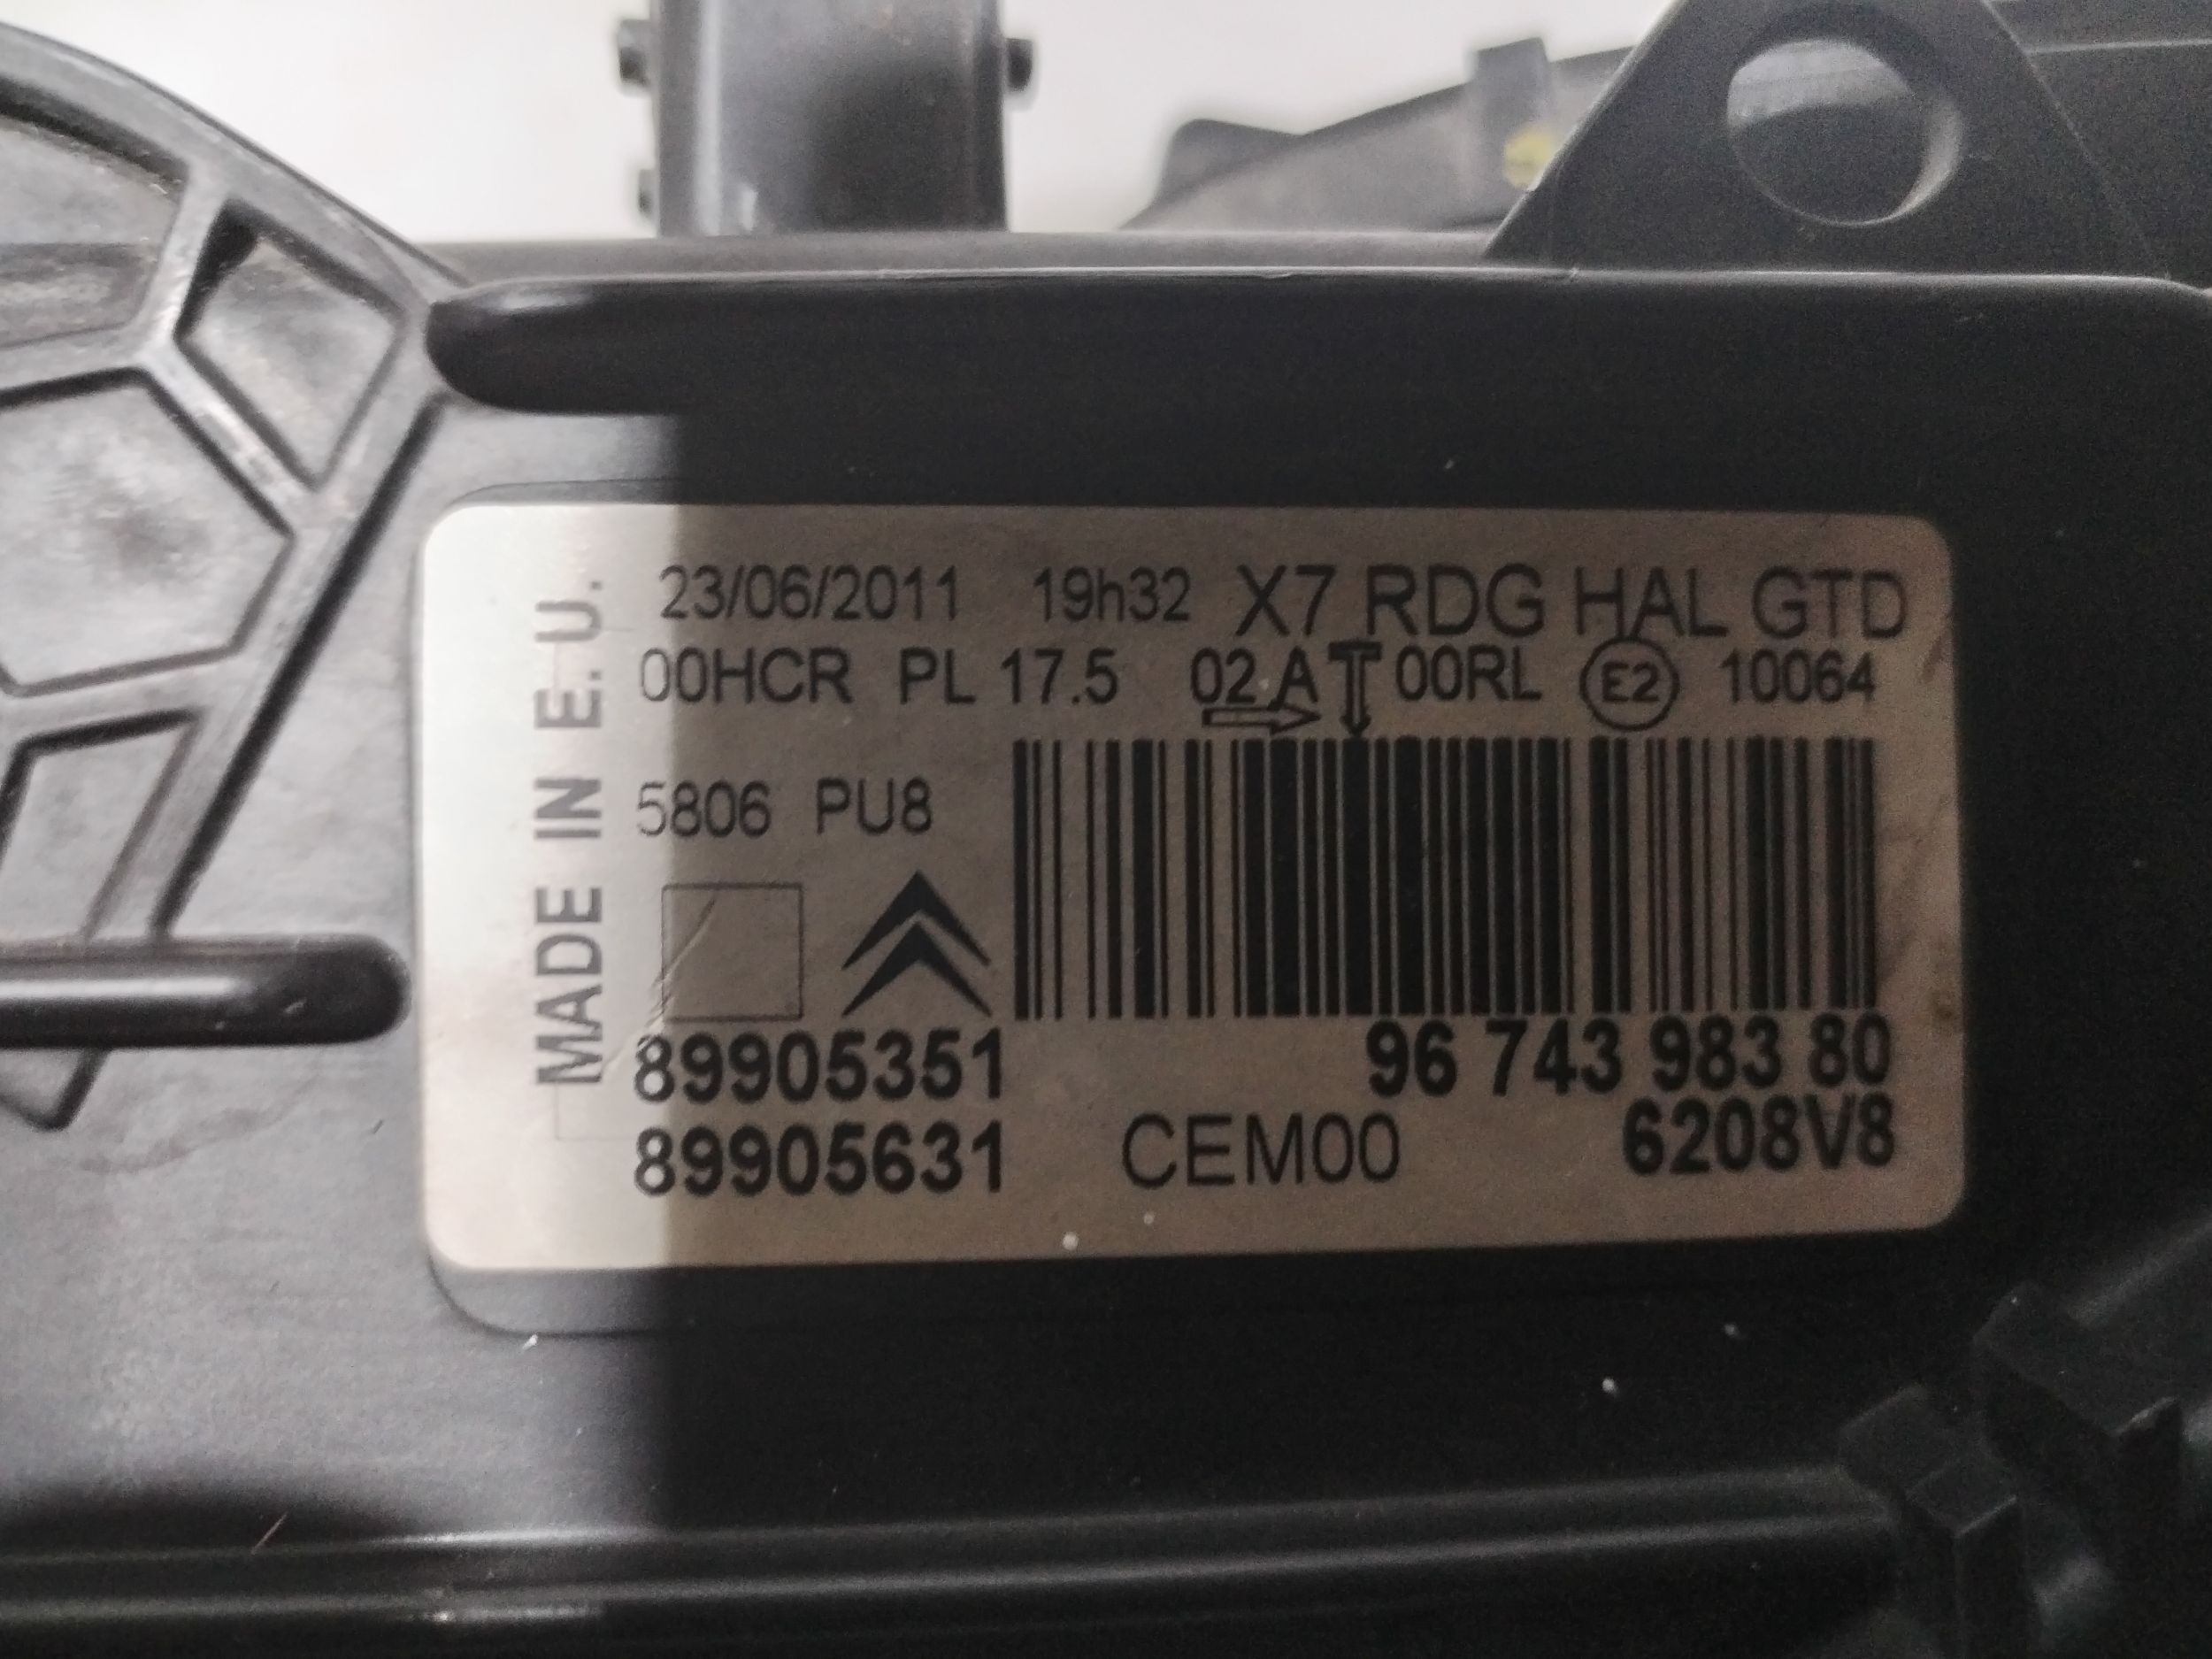 MADE IN E.U.
23/06/2011 19h32 X7 RDG HAL GTD
00HCR PL 17.5 02 A 00RL E2 10064
5806 PU8
89905351 96 743 983 80
89905631 CEM00 6208V8